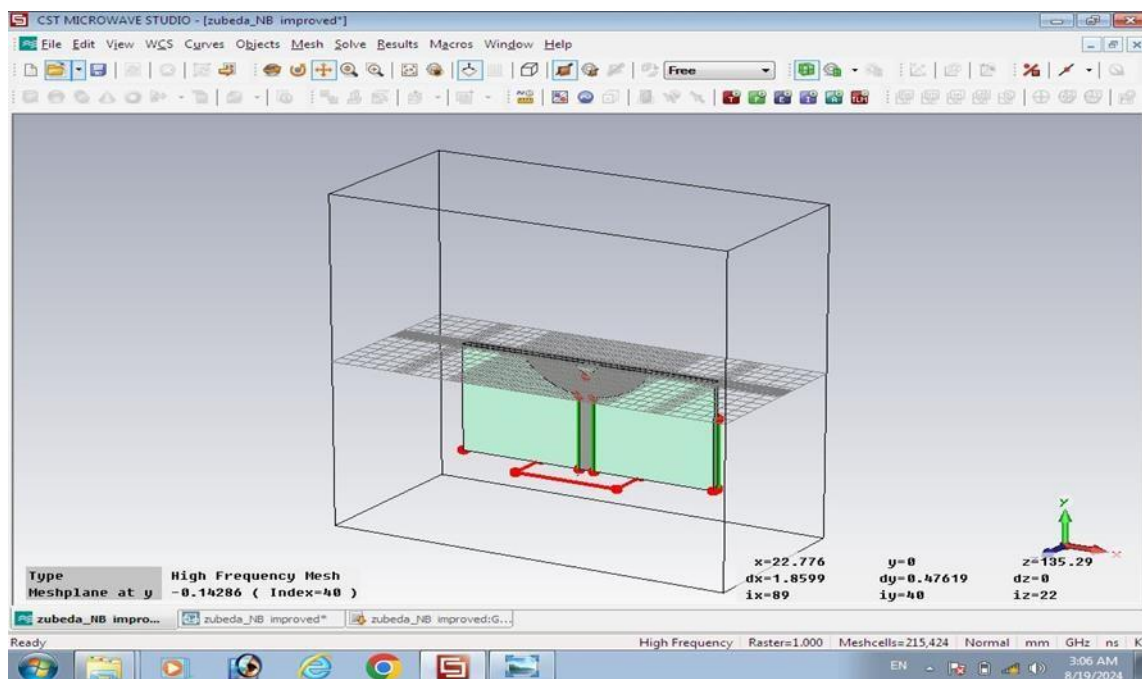 CST MICROWAVE STUDIO - [zubeda_NB improved*]
File Edit View WCS Curves Objects Mesh Solve Results Macros Window Help
Free
TLM
Y
x
x=22.776 y=0 z=135.29
Type High Frequency Mesh dx=1.8599 dy=0.47619 dz=0
Meshplane at y -0.14286 ( Index=40 ) ix=89 iy=40 iz=22
zubeda_NB impro... zubeda_NB improved* zubeda_NB improved:G...
Ready High Frequency Raster=1.000 Meshcells=215,424 Normal mm GHz ns K
EN 3:06 AM
8/19/2024